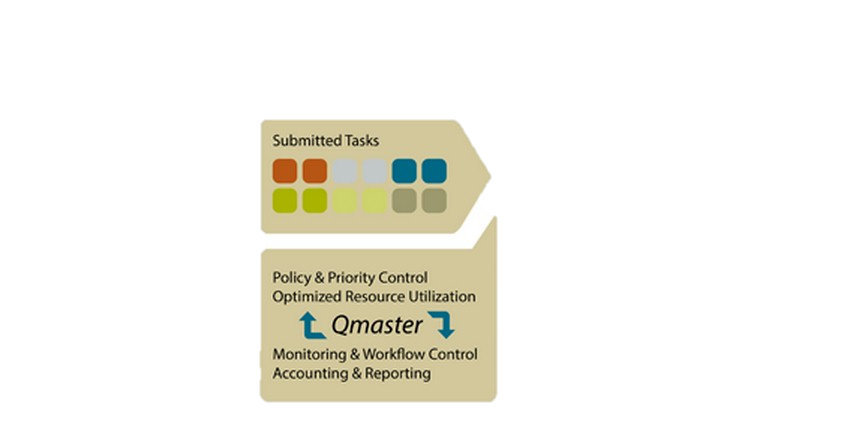 Submitted Tasks
Policy & Priority Control
Optimized Resource Utilization
Qmaster
Monitoring & Workflow Control
Accounting & Reporting